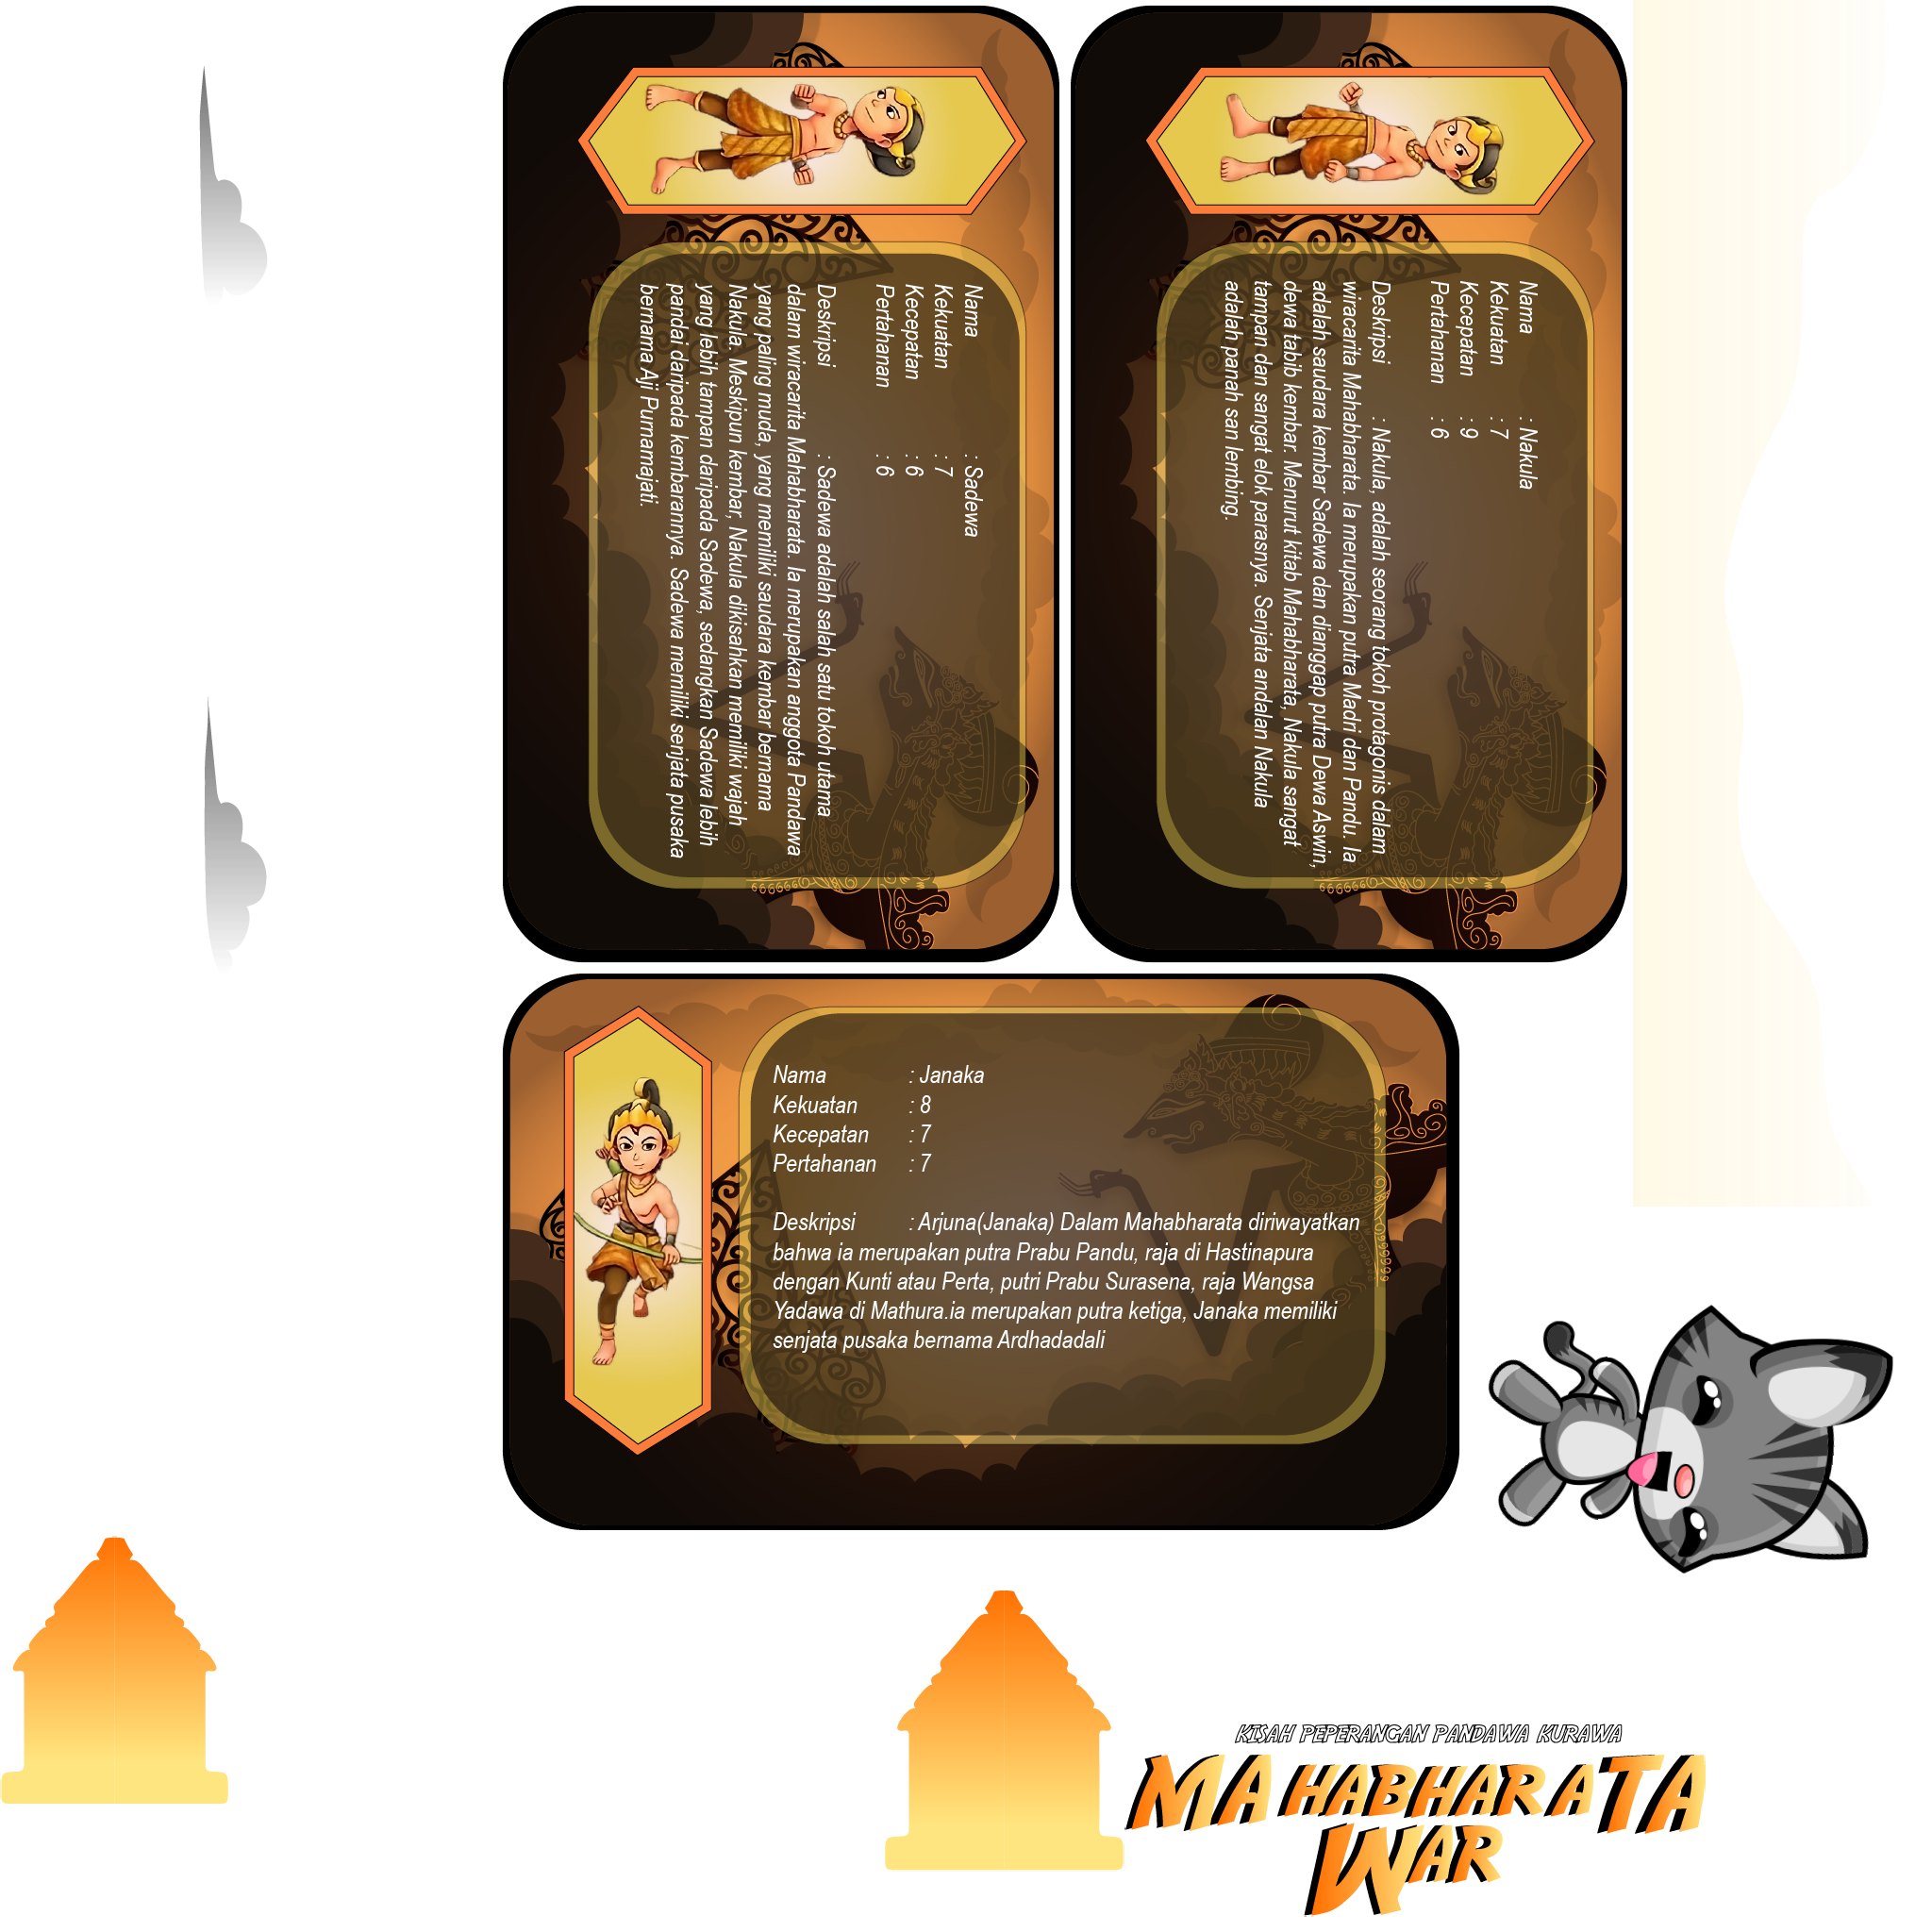 Nama : Sadewa
Kekuatan : 7
Kecepatan : 6
Pertahanan : 6
Deskripsi : Sadewa adalah salah satu tokoh utama
dalam wiracarita Mahabharata. Ia merupakan anggota Pandawa
yang paling muda, yang memiliki saudara kembar bernama
Nakula. Meskipun kembar, Nakula dikisahkan memiliki wajah
yang lebih tampan daripada Sadewa, sedangkan Sadewa lebih
pandai daripada kembarannya. Sadewa memiliki senjata pusaka
bernama Aji Purnamajati.
Nama : Nakula
Kekuatan : 7
Kecepatan : 9
Pertahanan : 6
Deskripsi : Nakula, adalah seorang tokoh protagonis dalam
wiracarita Mahabharata. Ia merupakan putra Madri dan Pandu. Ia
adalah saudara kembar Sadewa dan dianggap putra Dewa Aswin,
dewa tabib kembar. Menurut kitab Mahabharata, Nakula sangat
tampan dan sangat elok parasnya. Senjata andalan Nakula
adalah panah san lembing.
Nama : Janaka
Kekuatan : 8
Kecepatan : 7
Pertahanan : 7
Deskripsi : Arjuna(Janaka) Dalam Mahabharata diriwayatkan
bahwa ia merupakan putra Prabu Pandu, raja di Hastinapura
dengan Kunti atau Perta, putri Prabu Surasena, raja Wangsa
Yadawa di Mathura.ia merupakan putra ketiga, Janaka memiliki
senjata pusaka bernama Ardhadadali
KISAH PEPERANGAN PANDAWA KURAWA
MAHABHARATA
WAR